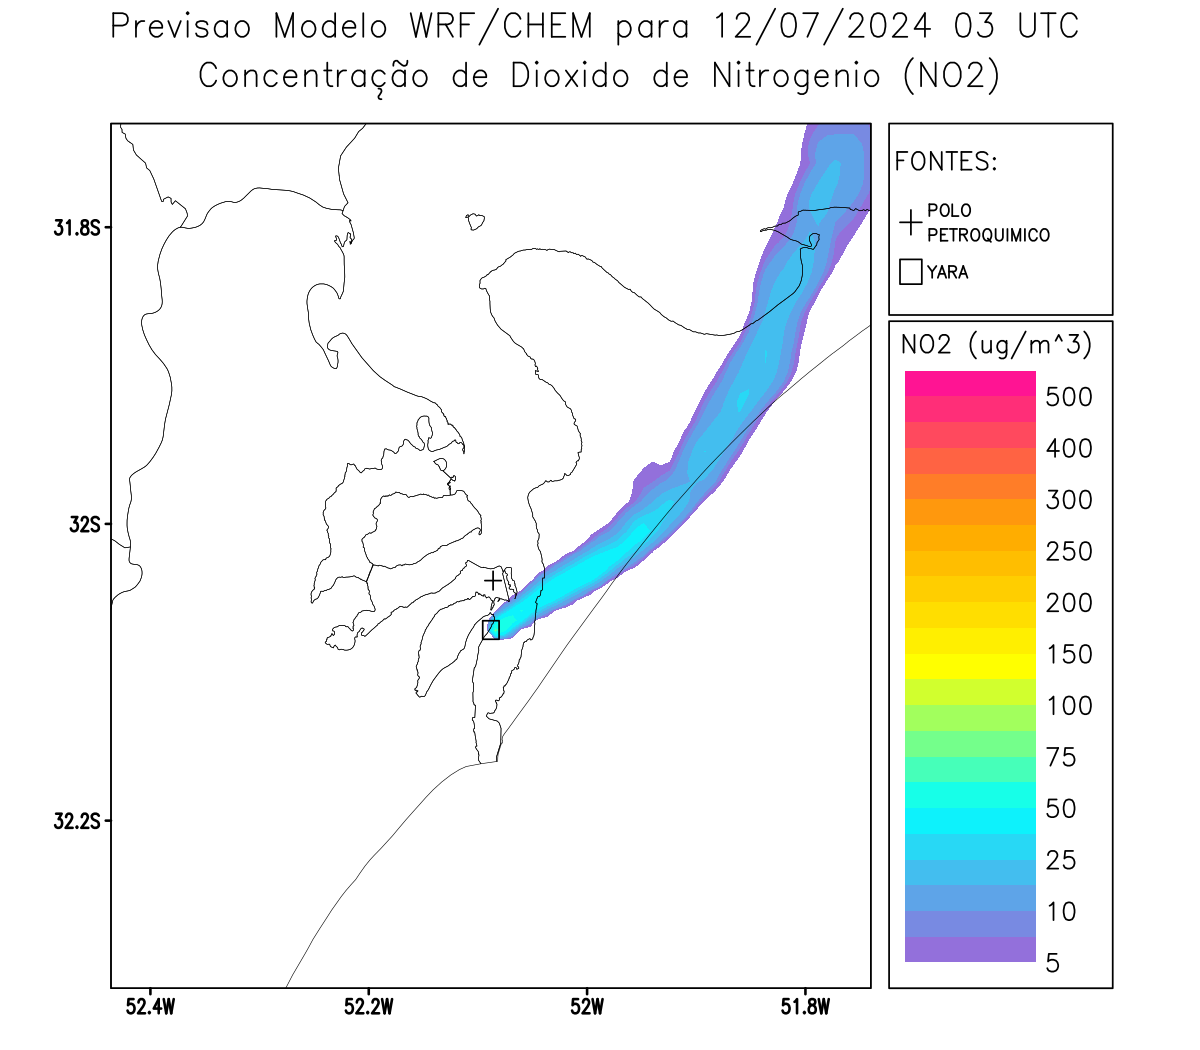 Previsao Modelo WRF/CHEM para 12/07/2024 03 UTC
Concentração de Dioxido de Nitrogenio (NO2)
FONTES:
POLO
PETROQUIMICO
YARA
31.8S
32S
32.2S
52.4W
52.2W
52W
51.8W
NO2 (ug/m^3)
500
400
300
250
200
150
100
75
50
25
10
5